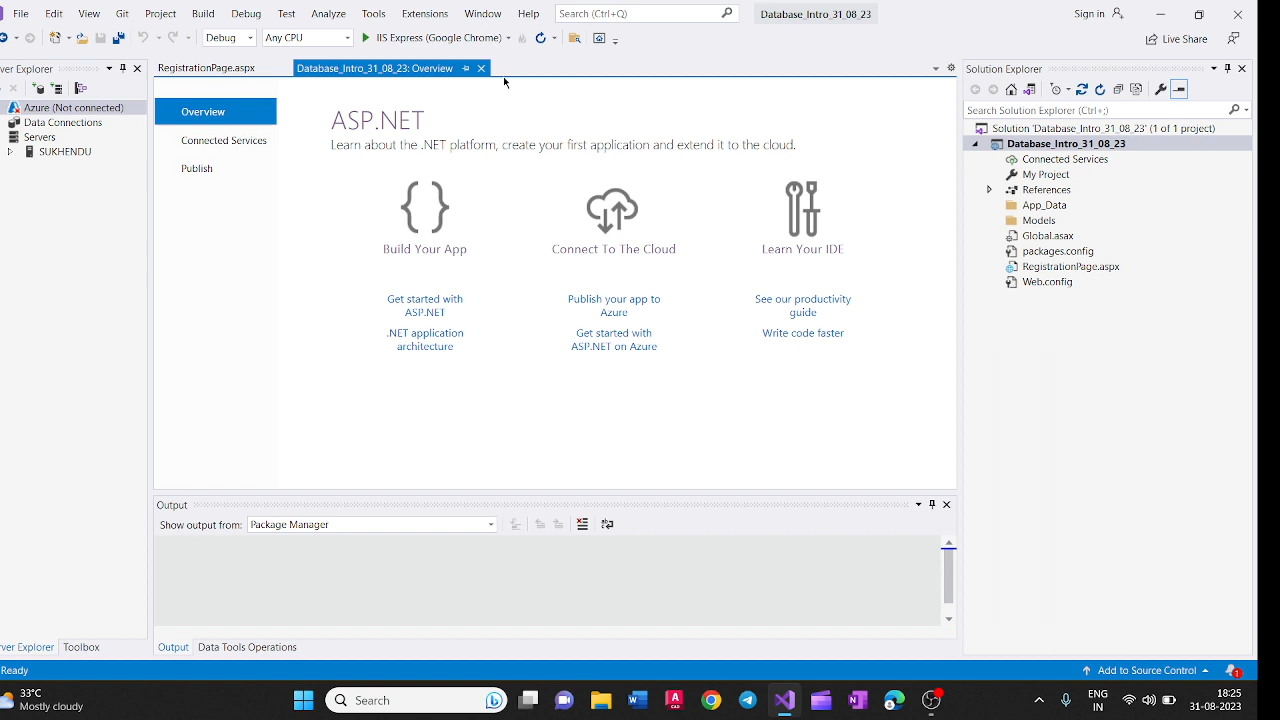 File Edit View Git Project Build Debug Test Analyze Tools Extensions Window Help Search (Ctrl+Q) Database_Intro_31_08_23 Sign in
Debug Any CPU IIS Express (Google Chrome) Live Share
ver Explorer
Azure (Not connected)
Data Connections
Servers
SUKHENDU
RegistrationPage.aspx Database_Intro_31_08_23: Overview
Overview
Connected Services
Publish
ASP.NET
Learn about the .NET platform, create your first application and extend it to the cloud.
Build Your App
Get started with
ASP.NET
.NET application
architecture
Connect To The Cloud
Publish your app to
Azure
Get started with
ASP.NET on Azure
Learn Your IDE
See our productivity
guide
Write code faster
Solution Explorer
Search Solution Explorer (Ctrl+;)
Solution 'Database_Intro_31_08_23' (1 of 1 project)
Database_Intro_31_08_23
Connected Services
My Project
References
App_Data
Models
Global.asax
packages.config
RegistrationPage.aspx
Web.config
Output
Show output from: Package Manager
ver Explorer Toolbox Output Data Tools Operations
Ready Add to Source Control 1
33°C
Mostly cloudy
Search
ENG
IN
18:25
31-08-2023